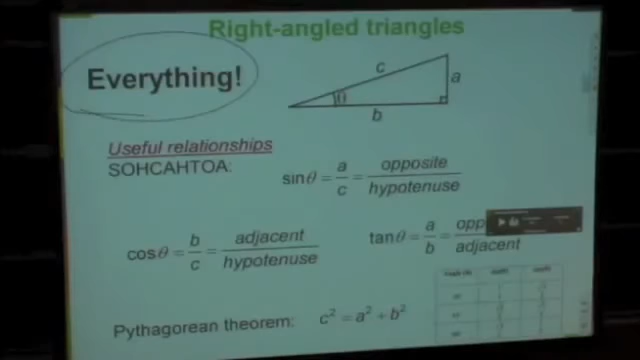 Right-angled triangles
Everything!
c
a
θ
b
Useful relationships
SOHCAHTOA:
sinθ = a/c = opposite/hypotenuse
cosθ = b/c = adjacent/hypotenuse
tanθ = a/b = opp/adjacent
Pythagorean theorem: c² = a² + b²